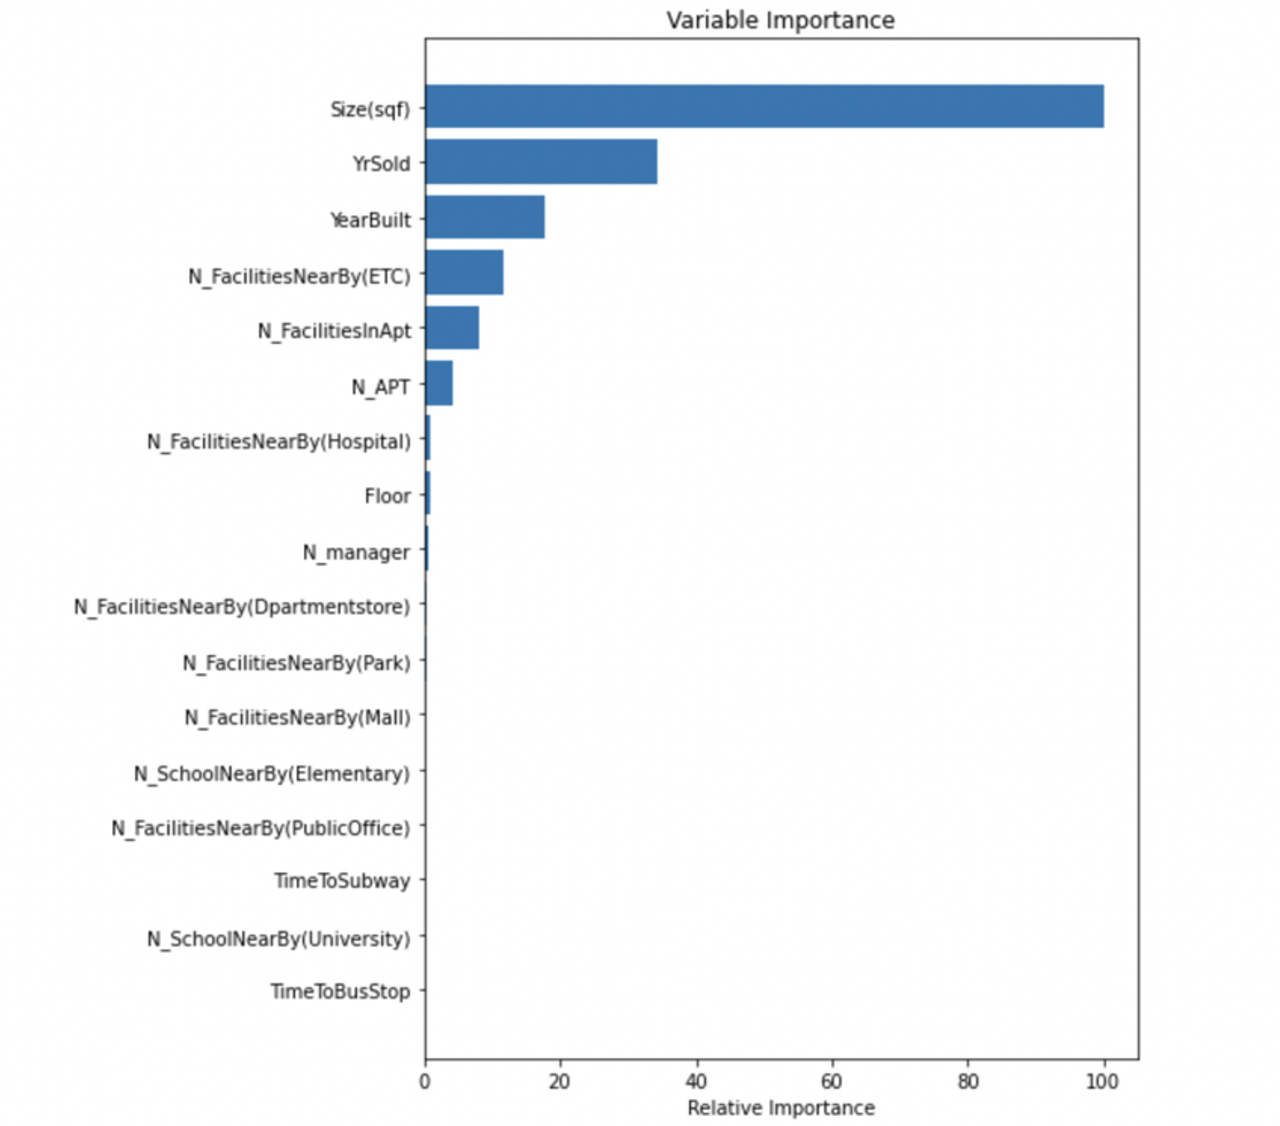 Variable Importance
Size(sqf)
YrSold
YearBuilt
N_FacilitiesNearBy(ETC)
N_FacilitiesInApt
N_APT
N_FacilitiesNearBy(Hospital)
Floor
N_manager
N_FacilitiesNearBy(Dpartmentstore)
N_FacilitiesNearBy(Park)
N_FacilitiesNearBy(Mall)
N_SchoolNearBy(Elementary)
N_FacilitiesNearBy(PublicOffice)
TimeToSubway
N_SchoolNearBy(University)
TimeToBusStop
0 20 40 60 80 100
Relative Importance